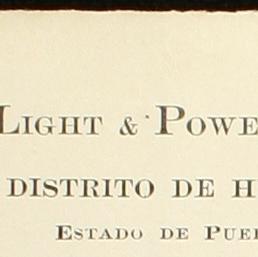 LIGHT & POWE
DISTRITO DE H
ESTADO DE PUE